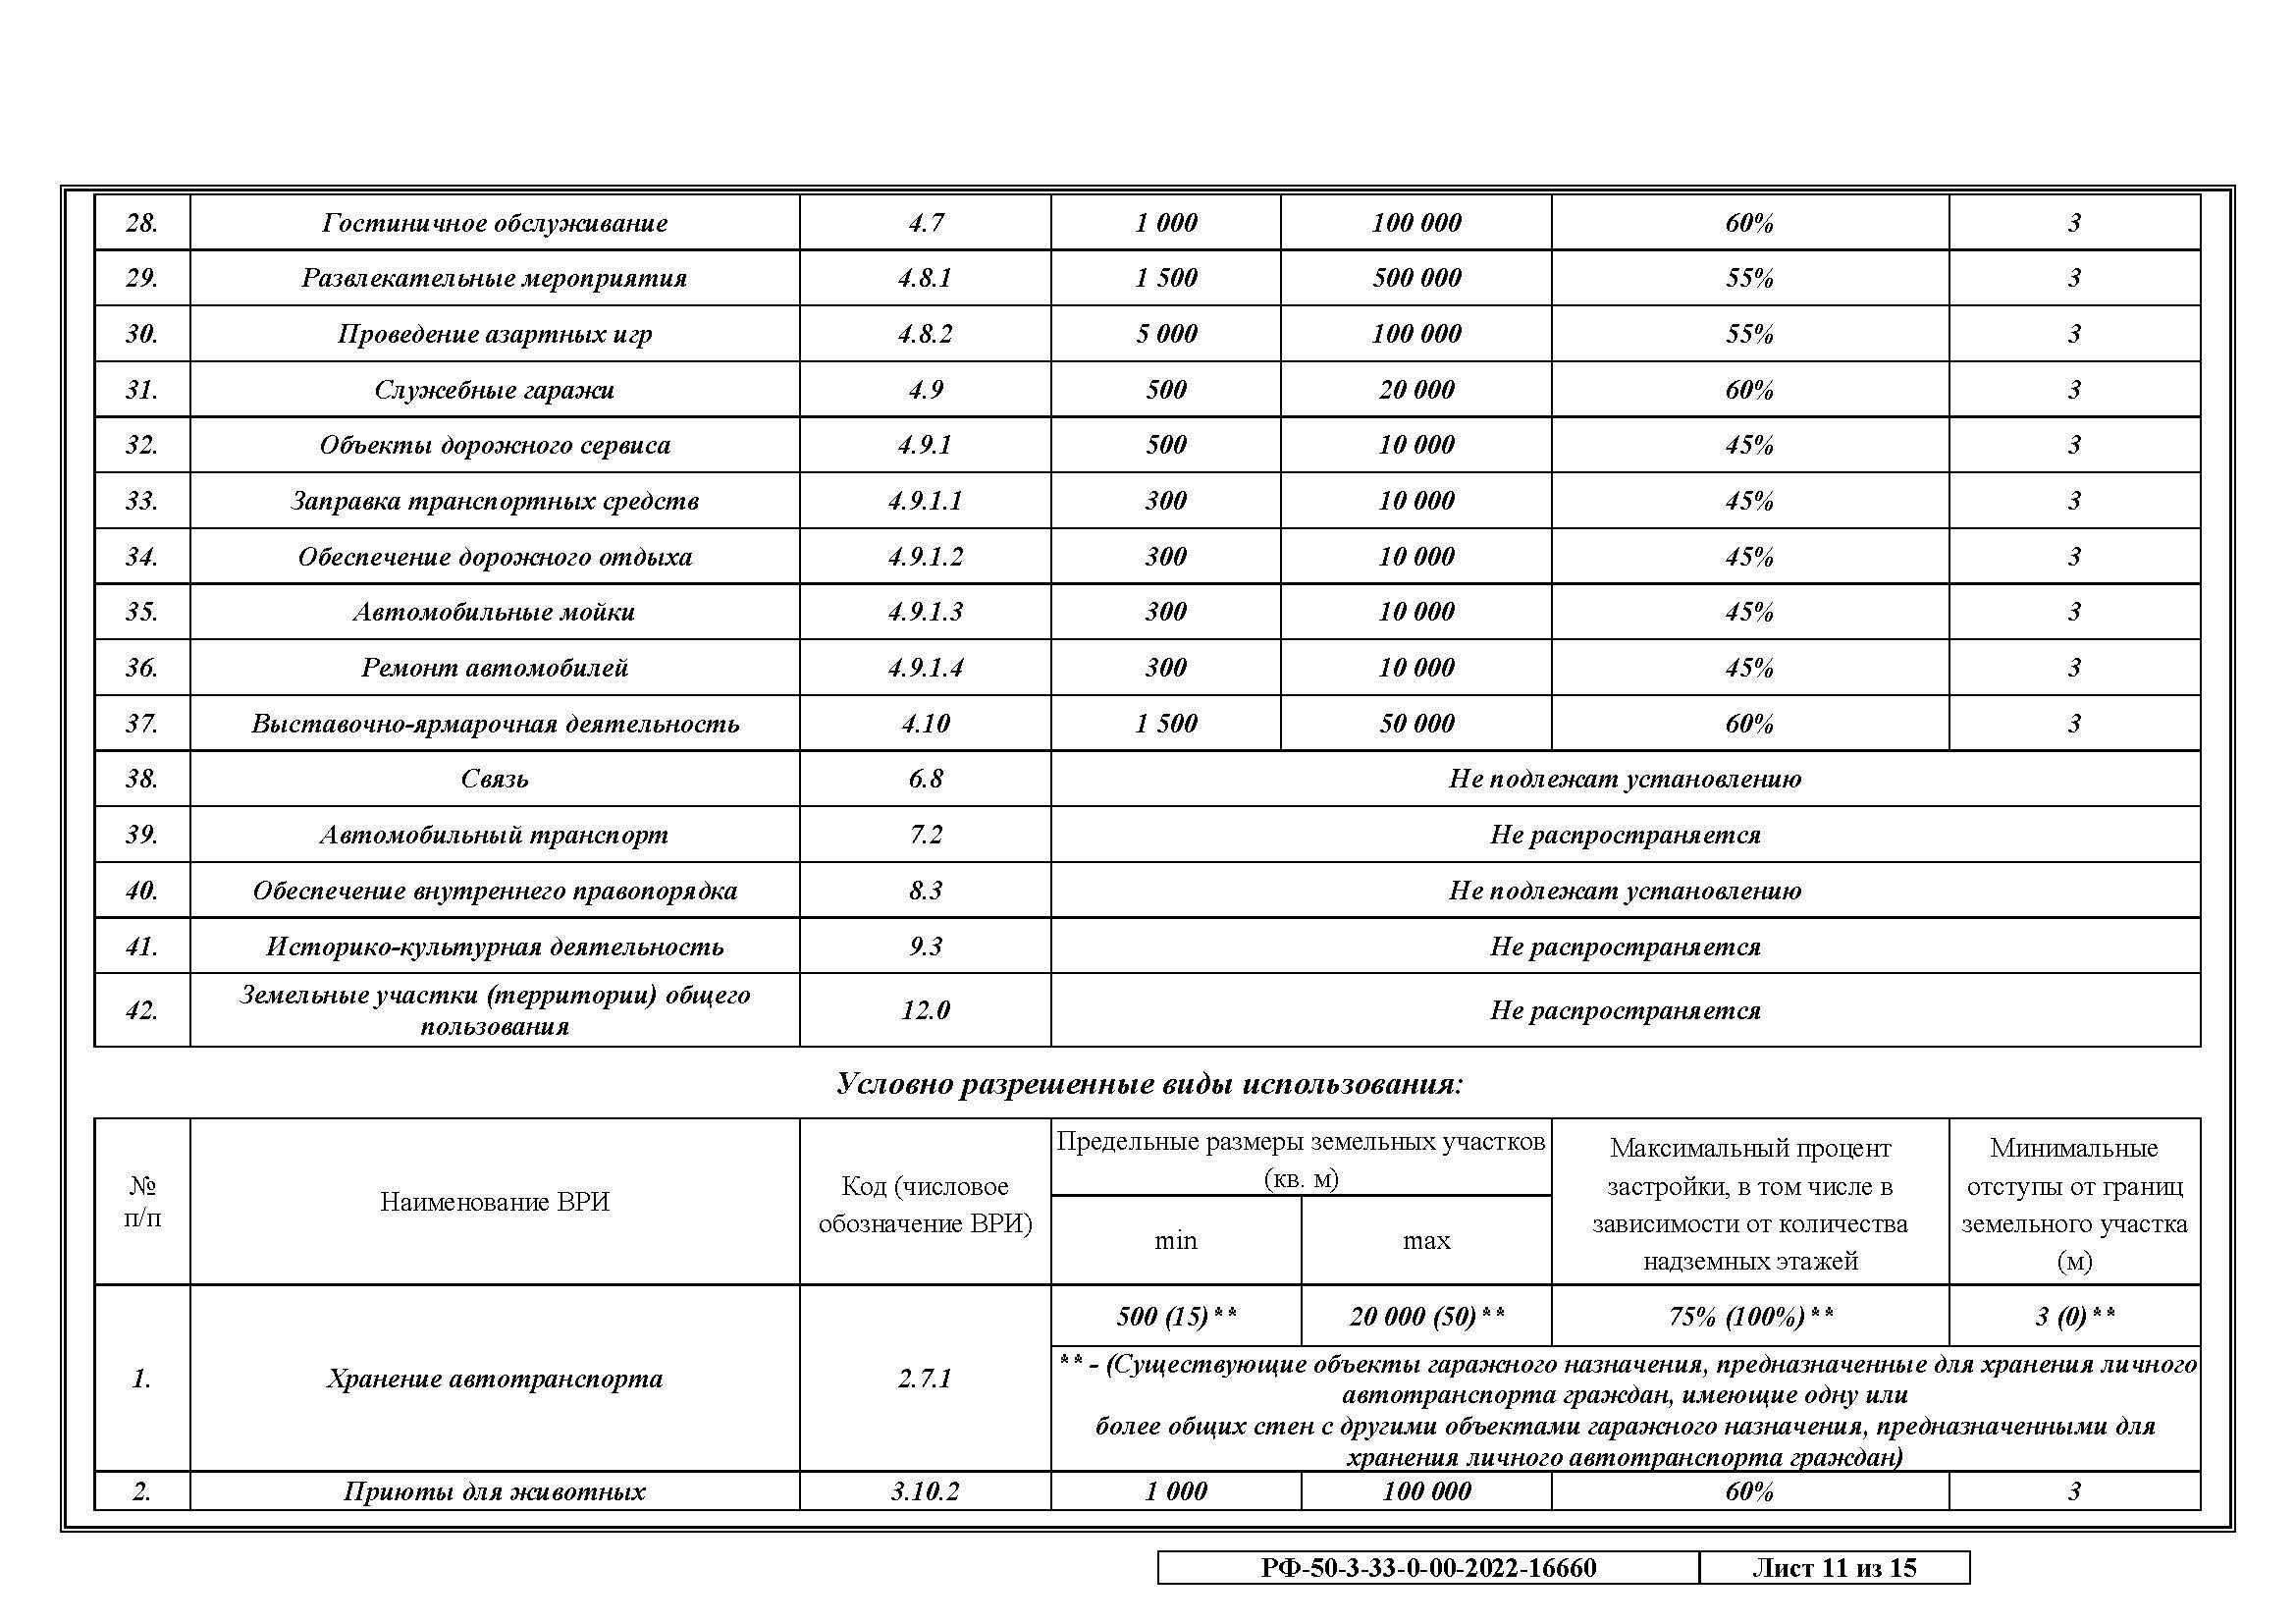 28. Гостиничное обслуживание 4.7 1 000 100 000 60% 3
29. Развлекательные мероприятия 4.8.1 1 500 500 000 55% 3
30. Проведение азартных игр 4.8.2 5 000 100 000 55% 3
31. Служебные гаражи 4.9 500 20 000 60% 3
32. Объекты дорожного сервиса 4.9.1 500 10 000 45% 3
33. Заправка транспортных средств 4.9.1.1 300 10 000 45% 3
34. Обеспечение дорожного отдыха 4.9.1.2 300 10 000 45% 3
35. Автомобильные мойки 4.9.1.3 300 10 000 45% 3
36. Ремонт автомобилей 4.9.1.4 300 10 000 45% 3
37. Выставочно-ярмарочная деятельность 4.10 1 500 50 000 60% 3
38. Связь 6.8 Не подлежат установлению
39. Автомобильный транспорт 7.2 Не распространяется
40. Обеспечение внутреннего правопорядка 8.3 Не подлежат установлению
41. Историко-культурная деятельность 9.3 Не распространяется
42. Земельные участки (территории) общего
пользования 12.0 Не распространяется
Условно разрешенные виды использования:
№
п/п
Наименование ВРИ
Код (числовое
обозначение ВРИ)
Предельные размеры земельных участков
(кв. м)
min max
Максимальный процент
застройки, в том числе в
зависимости от количества
надземных этажей
Минимальные
отступы от границ
земельного участка
(м)
1. Хранение автотранспорта 2.7.1 500 (15)** 20 000 (50)** 75% (100%)** 3 (0)**
** - (Существующие объекты гаражного назначения, предназначенные для хранения личного
автотранспорта граждан, имеющие одну или
более общих стен с другими объектами гаражного назначения, предназначенными для
хранения личного автотранспорта граждан)
2. Приюты для животных 3.10.2 1 000 100 000 60% 3
РФ-50-3-33-0-00-2022-16660 Лист 11 из 15